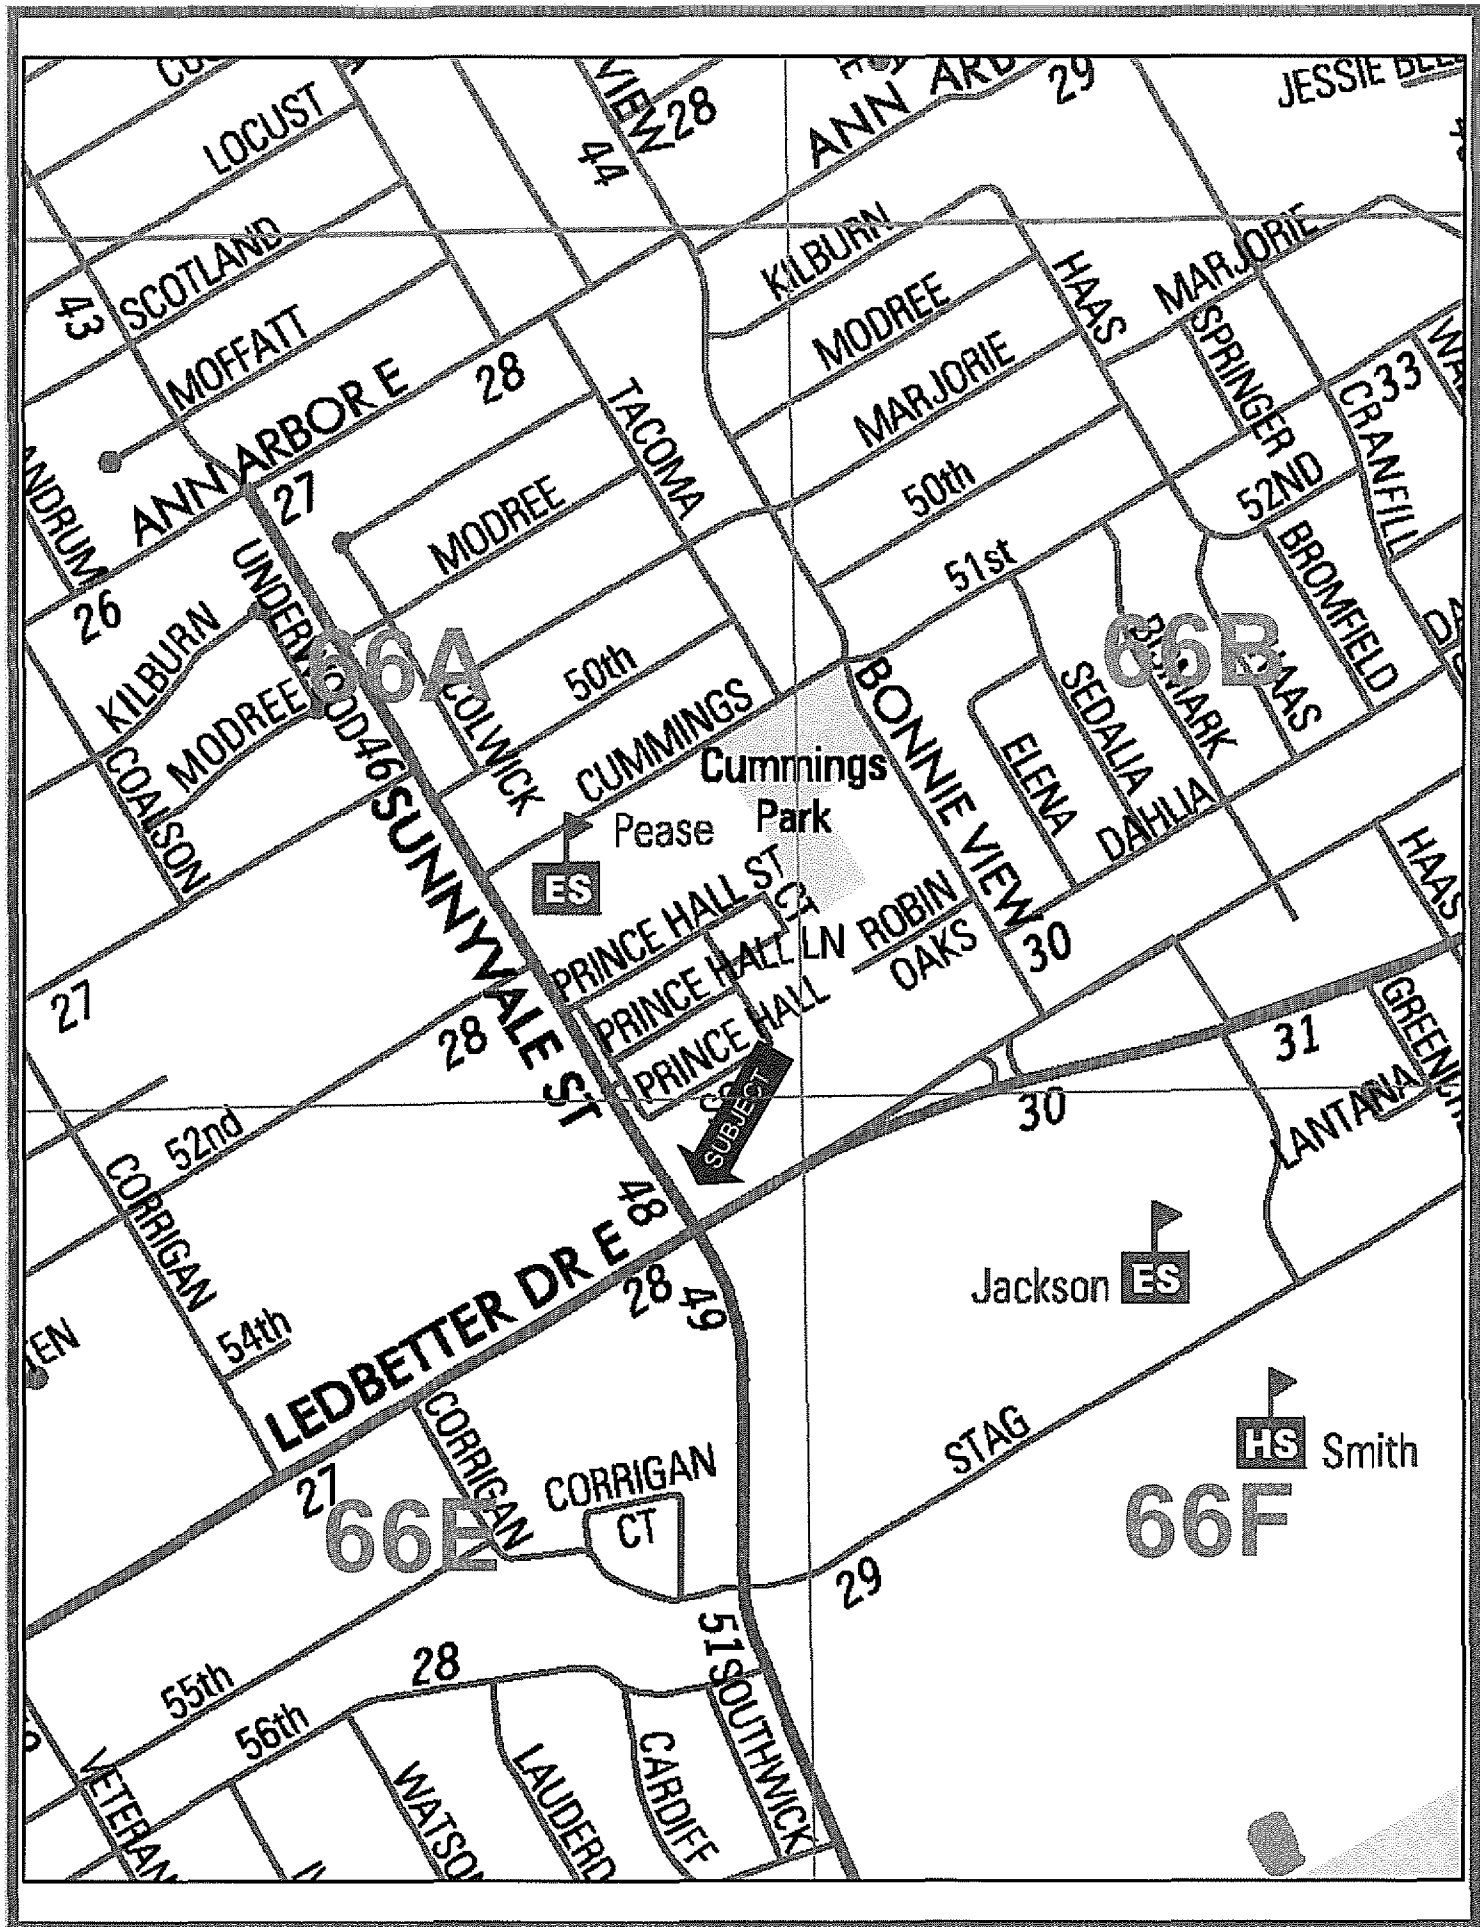 LOCUST
VIEW
28
44
ANN
29
SCOTLAND
43
MOFFATT
ANN ARBOR E
28
27
KILBURN
MODREE
MARJORIE
HAAS
MARJORIE
SPRINGER
33
CRANFILL
52ND
BROMFIELD
TACOMA
MODREE
50th
51st
26
KILBURN
UNDERWOOD
66A
46
MODREE
COALSON
COLWICK
50th
CUMMINGS
Cummings
Park
BONNIE VIEW
66B
BISMARK
HAAS
SEDALIA
ELENA
DAHLIA
HAAS
Pease
ES
SUNNYVALE ST
PRINCE HALL ST
CT
PRINCE HALL LN
PRINCE HALL
ROBIN
OAKS
30
27
28
31
30
LANTANA
SUBJECT
52nd
CORRIGAN
48
LEDBETTER DR E
28
49
54th
Jackson
ES
STAG
HS
Smith
27
CORRIGAN
66E
CORRIGAN
CT
66F
29
51
SOUTHWICK
55th
28
56th
CARDIFF